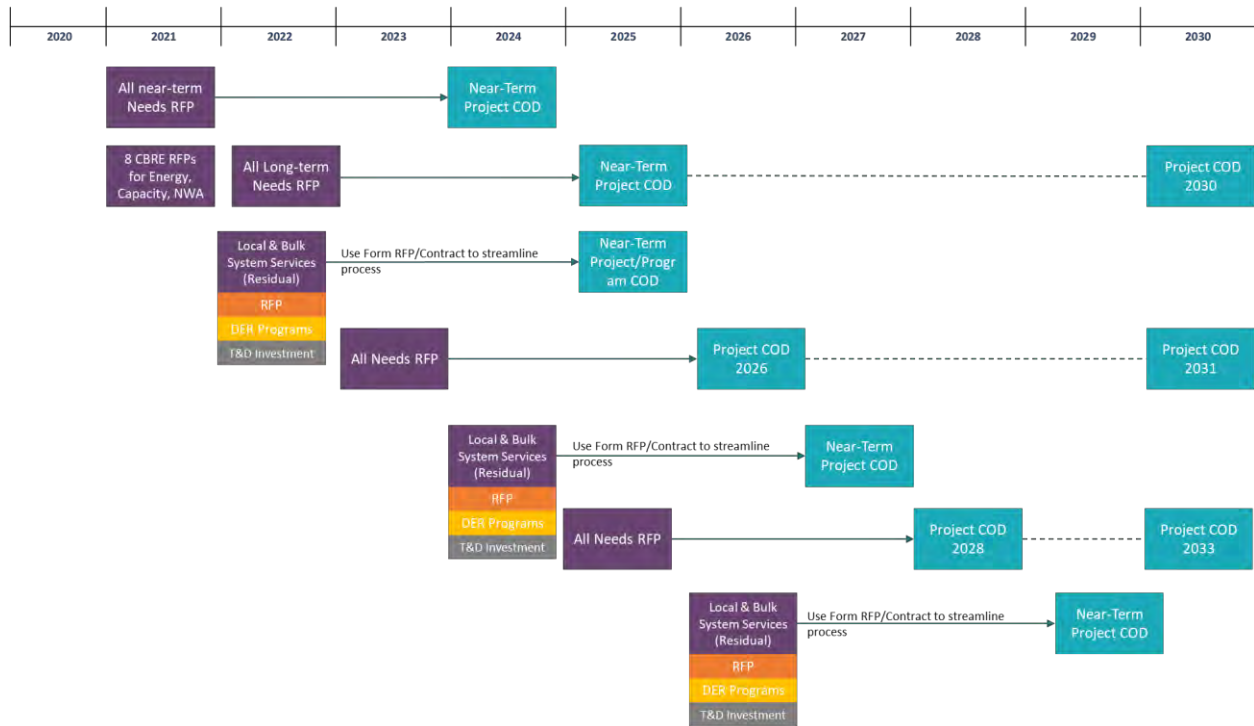 2020 2021 2022 2023 2024 2025 2026 2027 2028 2029 2030
All near-term
Needs RFP
Near-Term
Project COD
8 CBRE RFPs
for Energy,
Capacity, NWA
All Long-term
Needs RFP
Near-Term
Project COD
Project COD
2030
Local & Bulk
System Services
(Residual)
RFP
DER Programs
T&D Investment
Use Form RFP/Contract to streamline
process
Near-Term
Project/Progr
am COD
All Needs RFP
Project COD
2026
Project COD
2031
Local & Bulk
System Services
(Residual)
RFP
DER Programs
T&D Investment
Use Form RFP/Contract to streamline
process
Near-Term
Project COD
All Needs RFP
Project COD
2028
Project COD
2033
Local & Bulk
System Services
(Residual)
RFP
DER Programs
T&D Investment
Use Form RFP/Contract to streamline
process
Near-Term
Project COD